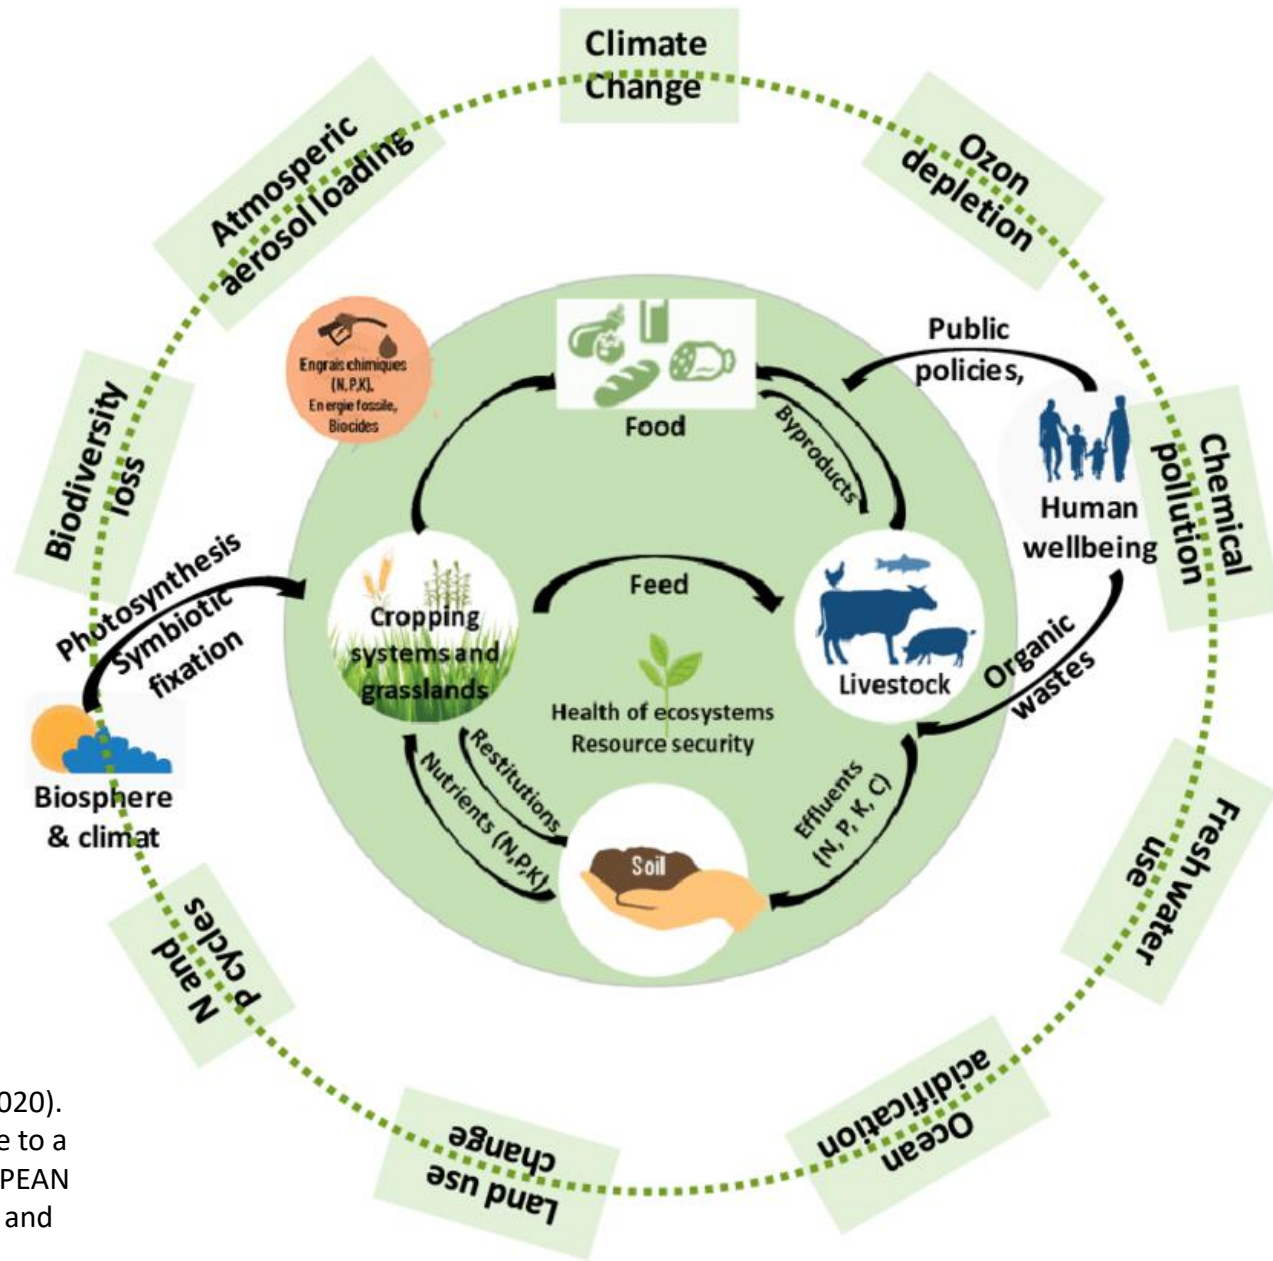 Climate
Change
Ozon
depletion
Atmosperic
aerosol loading
Public
policies,
Engrais chimiques
(N,P,K),
Energie fossile,
Biocides
Food
Byproducts
Biodiversity
loss
Chemical
pollution
Human
wellbeing
Photosynthesis
Symbiotic
fixation
Feed
Cropping
systems and
grasslands
Livestock
Organic
wastes
Health of ecosystems
Resource security
Restitutions
Nutrients (N,P,K)
Effluents
(N, P, K, C)
Biosphere
& climat
Soil
Fresh water
use
N and
P cycles
Ocean
acidification
Land use
change
020).
e to a
PEAN
and